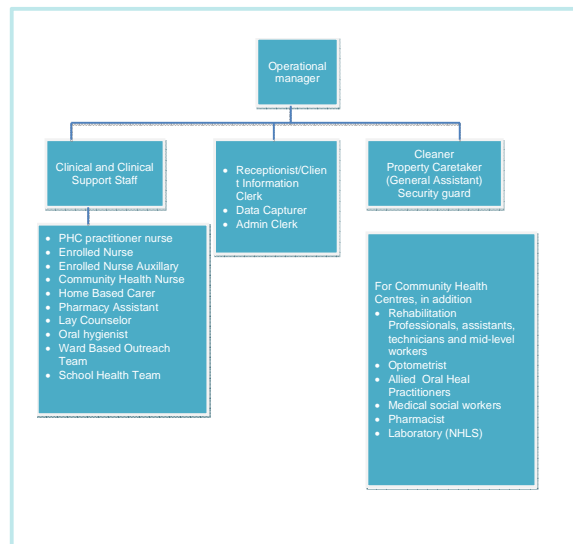 Operational
manager
Clinical and Clinical
Support Staff
• Receptionist/Clien
t Information
Clerk
• Data Capturer
• Admin Clerk
Cleaner
Property Caretaker
(General Assistant)
Security guard
• PHC practitioner nurse
• Enrolled Nurse
• Enrolled Nurse Auxillary
• Community Health Nurse
• Home Based Carer
• Pharmacy Assistant
• Lay Counselor
• Oral hygienist
• Ward Based Outreach
Team
• School Health Team
For Community Health
Centres, in addition
• Rehabilitation
Professionals, assistants,
technicians and mid-level
workers
• Optometrist
• Allied Oral Heal
Practitioners
• Medical social workers
• Pharmacist
• Laboratory (NHLS)